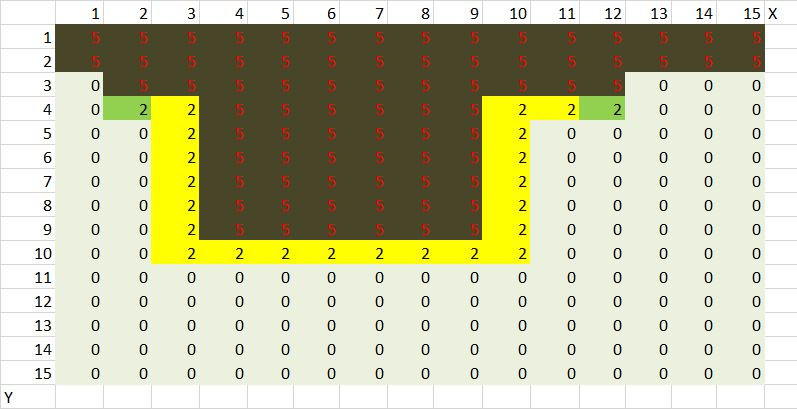 1 2 3 4 5 6 7 8 9 10 11 12 13 14 15 X
1 5 5 5 5 5 5 5 5 5 5 5 5 5 5 5
2 5 5 5 5 5 5 5 5 5 5 5 5 5 5 5
3 0 5 5 5 5 5 5 5 5 5 5 5 0 0 0
4 0 2 2 5 5 5 5 5 5 2 2 2 0 0 0
5 0 0 2 5 5 5 5 5 5 2 0 0 0 0 0
6 0 0 2 5 5 5 5 5 5 2 0 0 0 0 0
7 0 0 2 5 5 5 5 5 5 2 0 0 0 0 0
8 0 0 2 5 5 5 5 5 5 2 0 0 0 0 0
9 0 0 2 5 5 5 5 5 5 2 0 0 0 0 0
10 0 0 2 2 2 2 2 2 2 2 0 0 0 0 0
11 0 0 0 0 0 0 0 0 0 0 0 0 0 0 0
12 0 0 0 0 0 0 0 0 0 0 0 0 0 0 0
13 0 0 0 0 0 0 0 0 0 0 0 0 0 0 0
14 0 0 0 0 0 0 0 0 0 0 0 0 0 0 0
15 0 0 0 0 0 0 0 0 0 0 0 0 0 0 0
Y